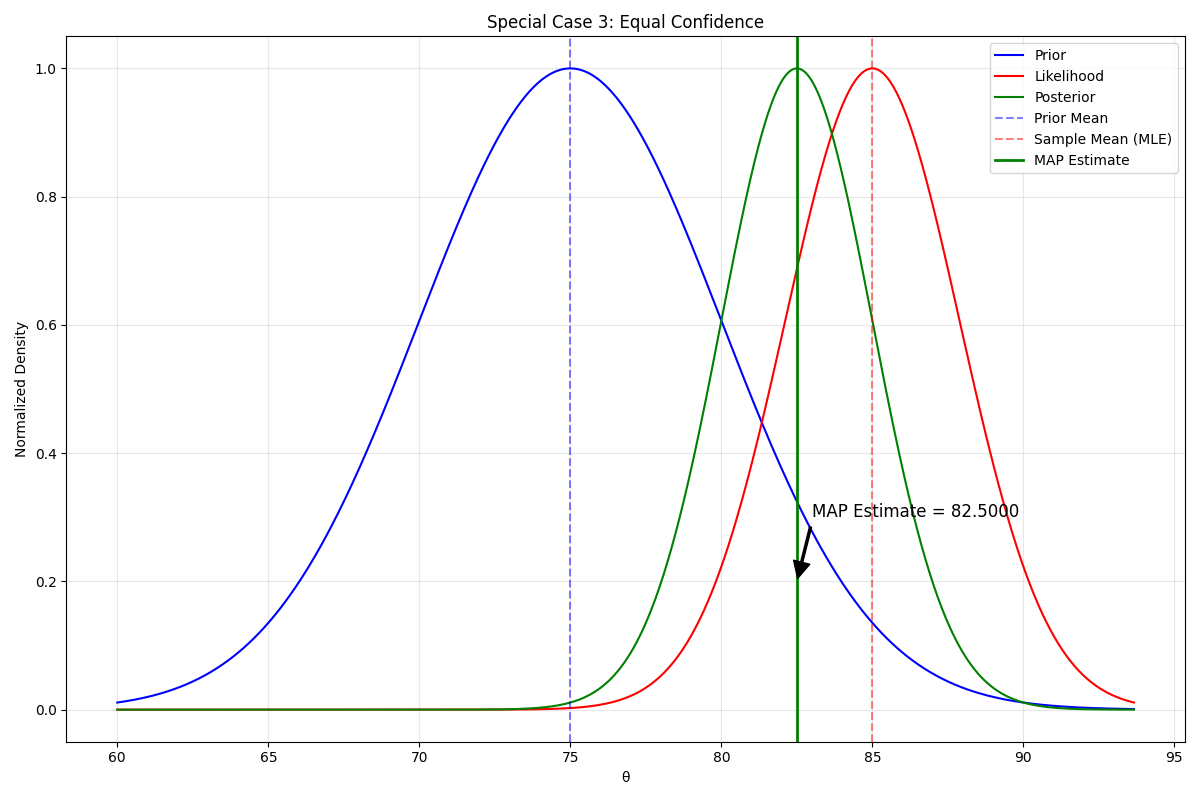 Special Case 3: Equal Confidence
Normalized Density
1.0
0.8
0.6
0.4
0.2
0.0
Prior
Likelihood
Posterior
Prior Mean
Sample Mean (MLE)
MAP Estimate
MAP Estimate = 82.5000
60 65 70 75 80 85 90 95
θ